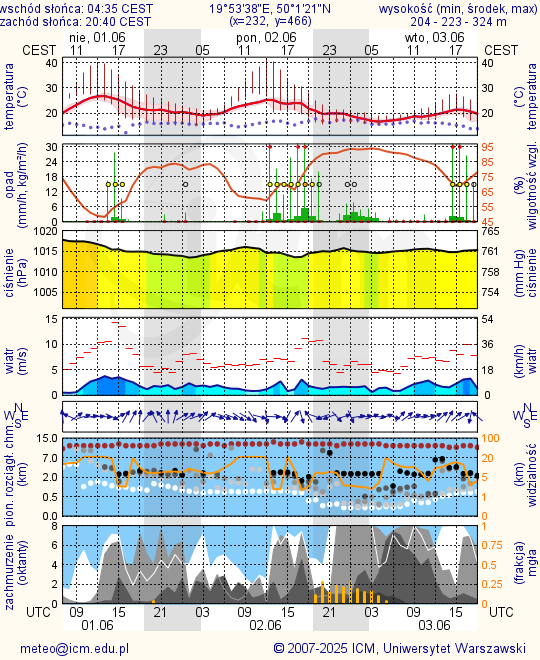 wschód słońca: 04:35 CEST 19°53'38"E, 50°1'21"N wysokość (min, środek, max)
zachód słońca: 20:40 CEST (x=232, y=466) 204 - 223 - 324 m
nie, 01.06 pon, 02.06 wto, 03.06
CEST 11 17 23 05 11 17 23 05 11 17 CEST
temperatura (°C)
40 30 20
40 30 20
temperatura (°C)
opad (mm/h, kg/m²/h)
30 24 18 12 6 0
95 85 75 65 55 45
(%) wilgotność wzgl.
ciśnienie (hPa)
1020 1015 1010 1005
765 761 758 754
(mm Hg) ciśnienie
wiatr (m/s)
15 10 5 0
54 36 18 0
(km/h) wiatr
N W E S
N W E S
pion. rozciągł. chm. (km)
15.0 7.0 2.0 0.5 0.0
100 20 5 1 0
(km) widzialność
zachmurzenie (oktanty)
8 6 4 2 0
1 0.75 0.5 0.25 0
(frakcja) mgła
UTC 09 15 21 03 09 15 21 03 09 15 UTC
01.06 02.06 03.06
meteo@icm.edu.pl © 2007-2025 ICM, Uniwersytet Warszawski